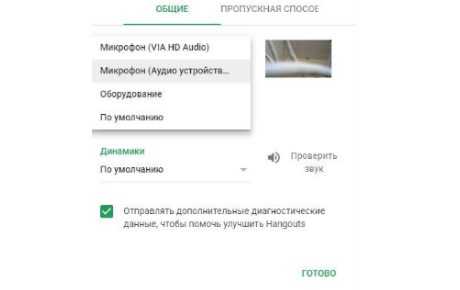 ОБЩИЕ
ПРОПУСКНАЯ СПОСОБ
Микрофон (VIA HD Audio)
Микрофон (Аудио устройств...
Оборудование
По умолчанию
Динамики
По умолчанию
Проверить
звук
Отправлять дополнительные диагностические
данные, чтобы помочь улучшить Hangouts
ГОТОВО